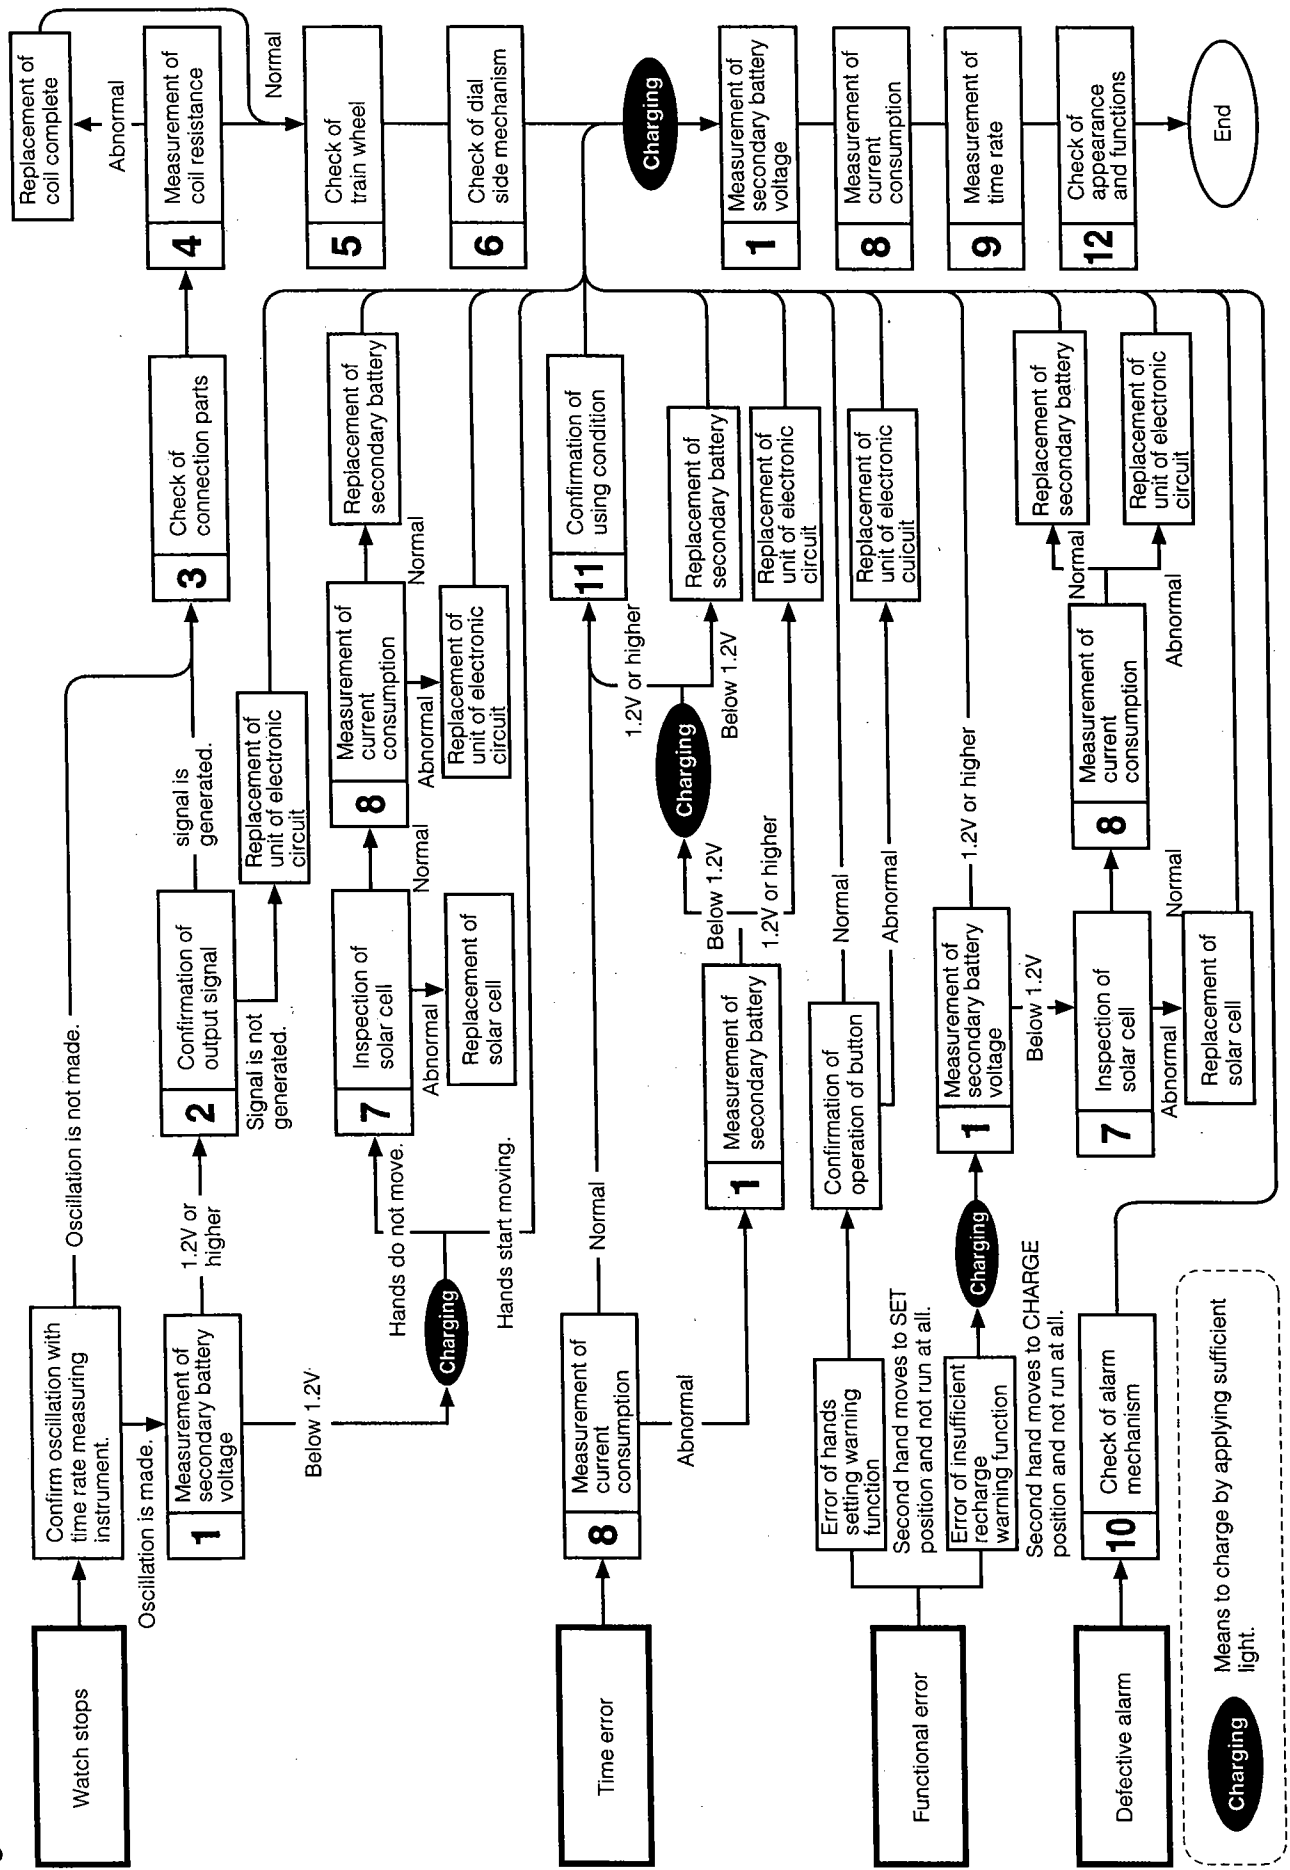 Watch stops
Confirm oscillation with
time rate measuring
instrument.
Oscillation is not made.
Oscillation is made.
1
Measurement of
secondary battery
voltage
1.2V or
higher
Below 1.2V
2
Confirmation of
output signal
signal is
generated.
Signal is not
generated.
Replacement of
unit of electronic
circuit
3
Check of
connection parts
4
Measurement of
coil resistance
Abnormal
Replacement of
coil complete
Normal
5
Check of
train wheel
6
Check of dial
side mechanism
Charging
Hands do not move.
Hands start moving.
7
Inspection of
solar cell
Normal
Abnormal
Replacement of
solar cell
8
Measurement of
current
consumption
Normal
Abnormal
Replacement of
secondary battery
Replacement of
unit of electronic
circuit
Time error
8
Measurement of
current
consumption
Normal
Abnormal
1
Measurement of
secondary battery
Below 1.2V
Below 1.2V
1.2V or higher
Charging
1.2V or higher
Below 1.2V
11
Confirmation of
using condition
Replacement of
secondary battery
Replacement of
unit of electronic
circuit
Functional error
Error of hands
setting warning
function
Second hand moves to SET
position and not run at all.
Confirmation of
operation of button
Normal
Abnormal
Replacement of
unit of electronic
cuicuit
Error of insufficient
recharge
warning function
Second hand moves to CHARGE
position and not run at all.
Charging
1
Measurement of
secondary battery
voltage
1.2V or higher
Below 1.2V
7
Inspection of
solar cell
Normal
Abnormal
Replacement of
solar cell
8
Measurement of
current
consumption
Normal
Abnormal
Replacement of
secondary battery
Replacement of
unit of electronic
circuit
Defective alarm
10
Check of alarm
mechanism
Charging
1
Measurement of
secondary battery
voltage
8
Measurement of
current
consumption
9
Measurement of
time rate
12
Check of
appearance
and functions
End
Charging
Means to charge by applying sufficient
light.